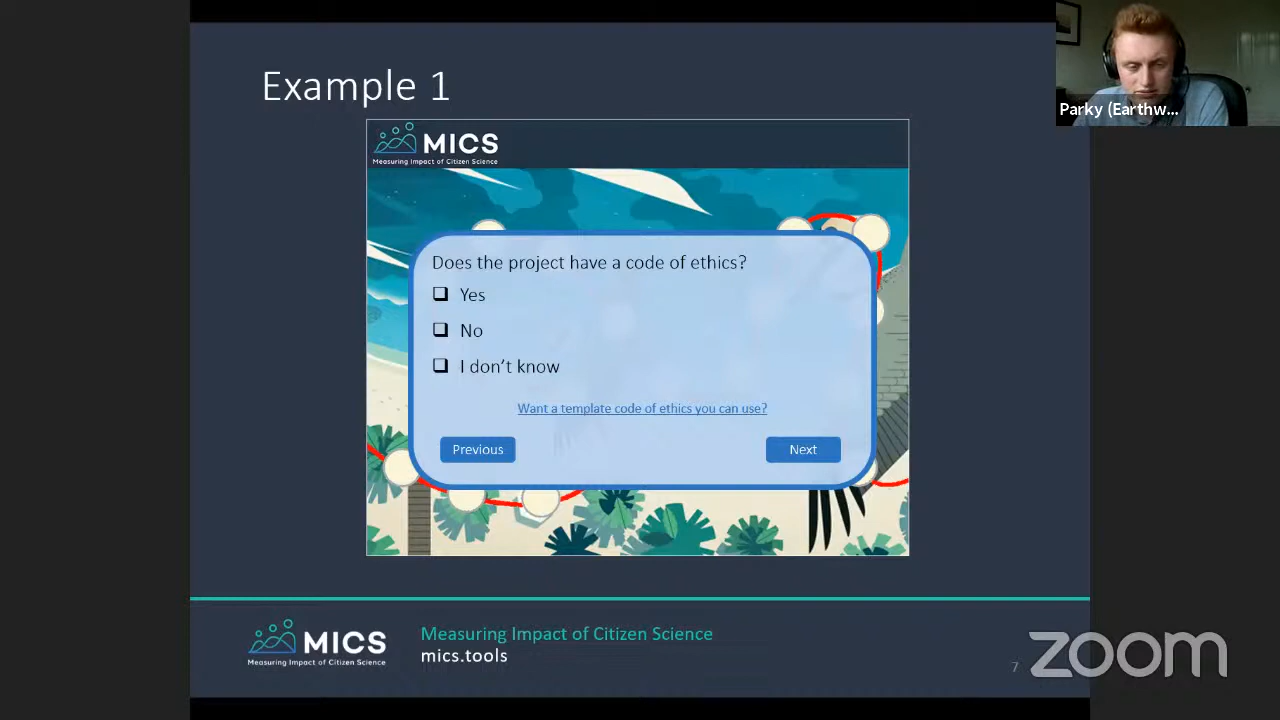 Example 1
Parky (Earthw...
MICS
Measuring Impact of Citizen Science
Does the project have a code of ethics?
Yes
No
I don't know
Want a template code of ethics you can use?
Previous
Next
MICS
Measuring Impact of Citizen Science
Measuring Impact of Citizen Science
mics.tools
7
zoom